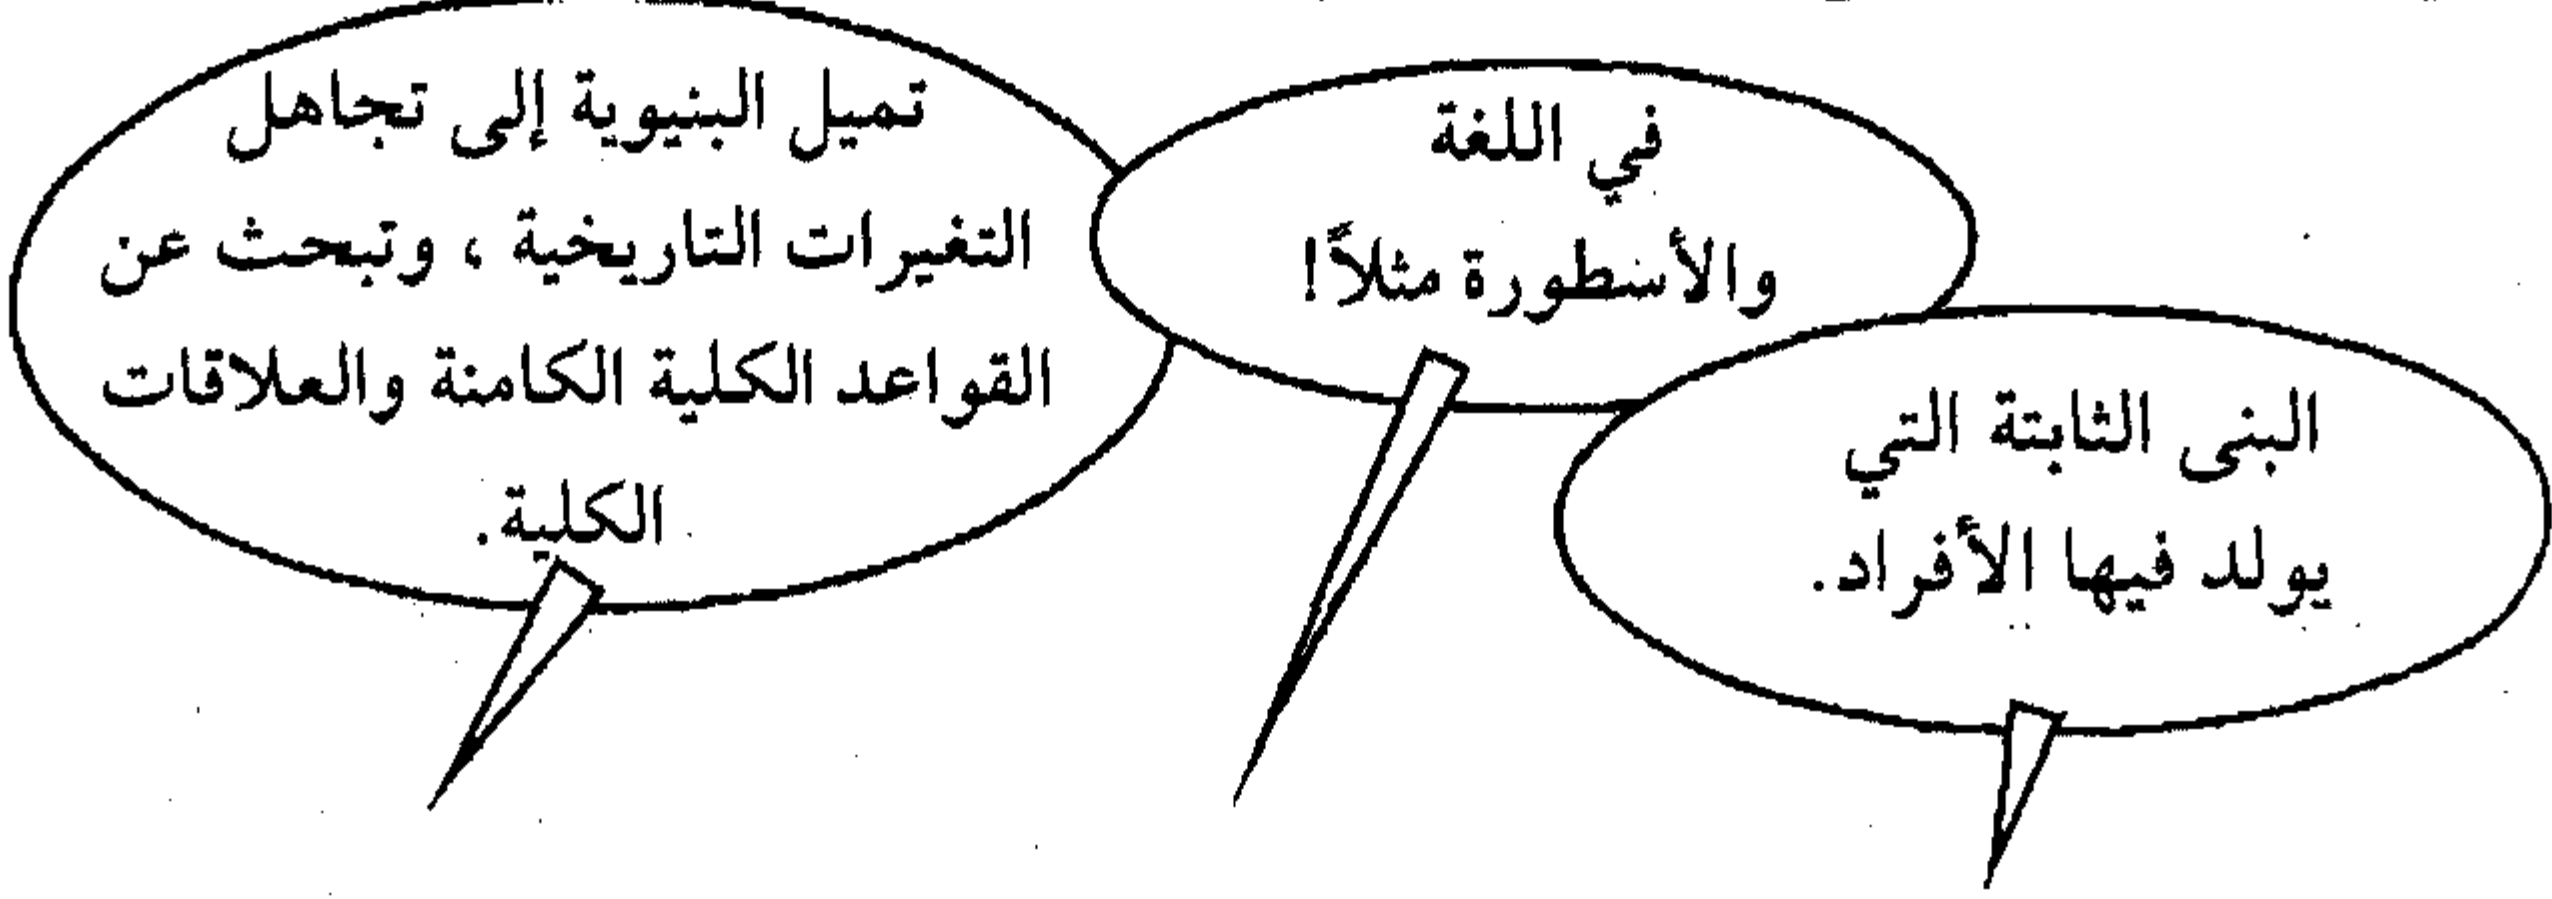 تميل البنيوية إلى تجاهل
التغيرات التاريخية ، وتبحث عن
القواعد الكلية الكامنة والعلاقات
الكلية.
في اللغة
والأسطورة مثلاً!
البنى الثابتة التي
يولد فيها الأفراد.